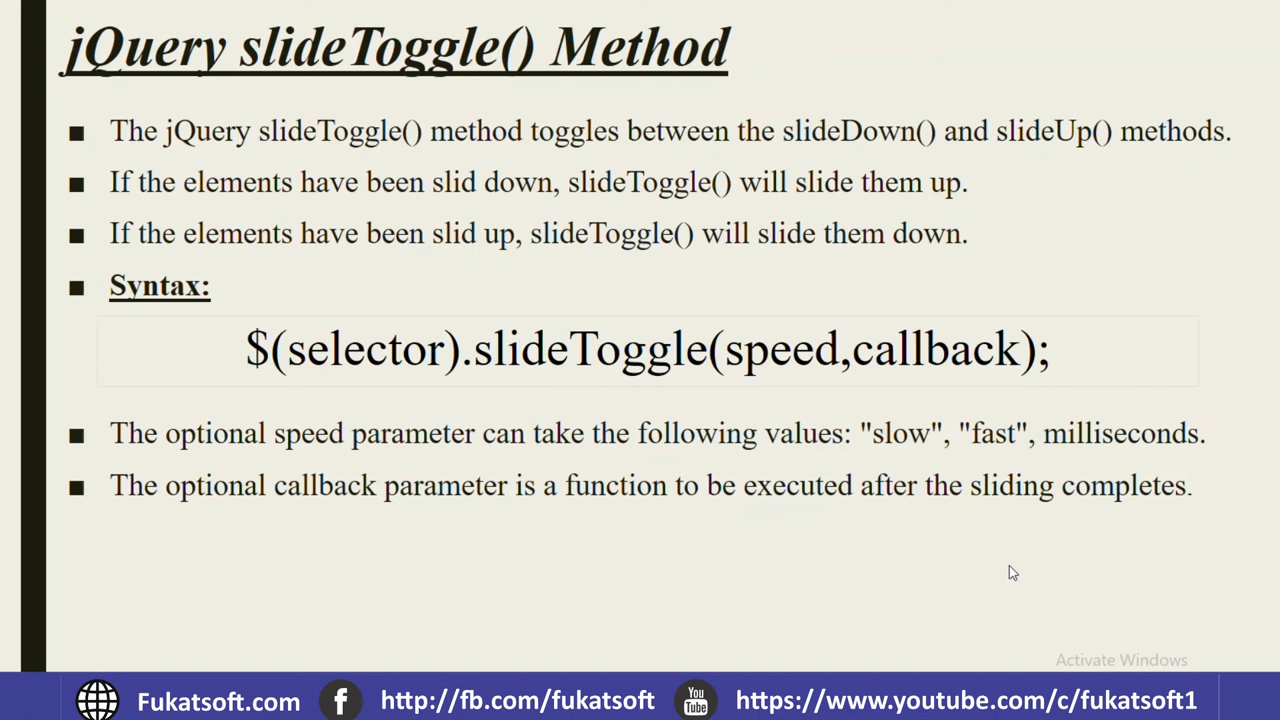 jQuery slideToggle() Method
■ The jQuery slideToggle() method toggles between the slideDown() and slideUp() methods.
■ If the elements have been slid down, slideToggle() will slide them up.
■ If the elements have been slid up, slideToggle() will slide them down.
■ Syntax:
$(selector).slideToggle(speed,callback);
■ The optional speed parameter can take the following values: "slow", "fast", milliseconds.
■ The optional callback parameter is a function to be executed after the sliding completes.
Activate Windows
Fukatsoft.com f http://fb.com/fukatsoft You Tube https://www.youtube.com/c/fukatsoft1